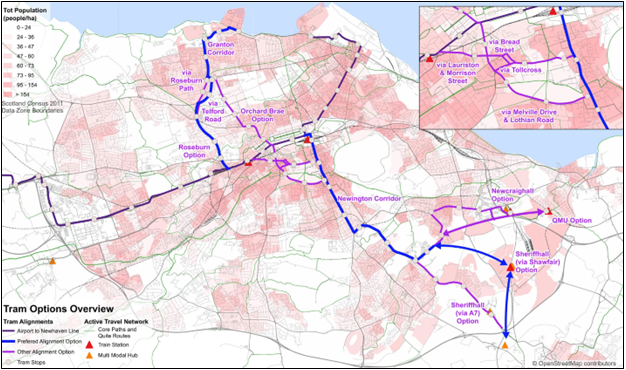 Tot Population
(people/ha)
0 - 24
24 - 36
36 - 47
47 - 60
60 - 73
73 - 95
95 - 154
> 154
Scotland Census 2011
Data Zone Boundaries
Granton
Corridor
via
Roseburn
Path
via
Telford
Road
Orchard Brae
Option
Roseburn
Option
Newington Corridor
via Bread
Street
via Lauriston
& Morrison
Street
via Tollcross
via Melville Drive
& Lothian Road
Newcraighall
Option
QMU Option
Sheriffhall
(via Shawfair)
Option
Sheriffhall
(via A7)
Option
Tram Options Overview
Tram Alignments
Airport to Newhaven Line
Preferred Alignment Option
Other Alignment Option
Tram Stops
Active Travel Network
Core Paths and
Quite Routes
Train Station
Multi Modal Hub
© OpenStreetMap contributors